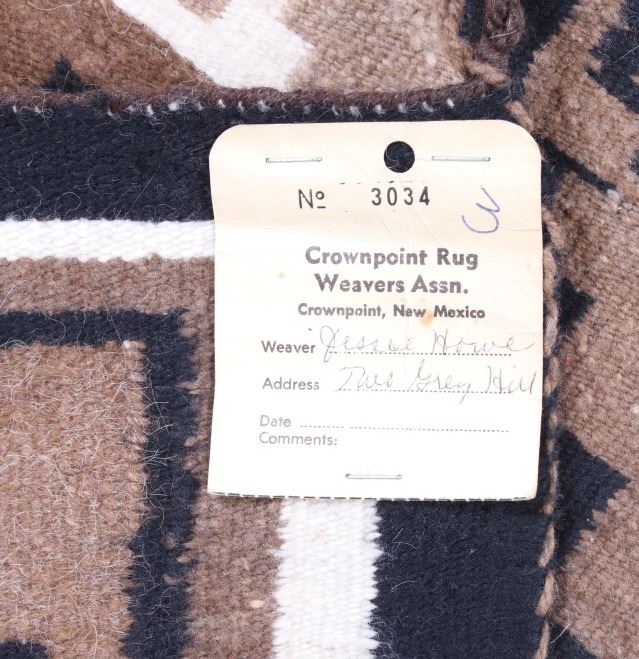 Nº 3034
3
Crownpoint Rug
Weavers Assn.
Crownpoint, New Mexico
Weaver Jessie Howe
Address Two Grey Hill
Date
Comments: